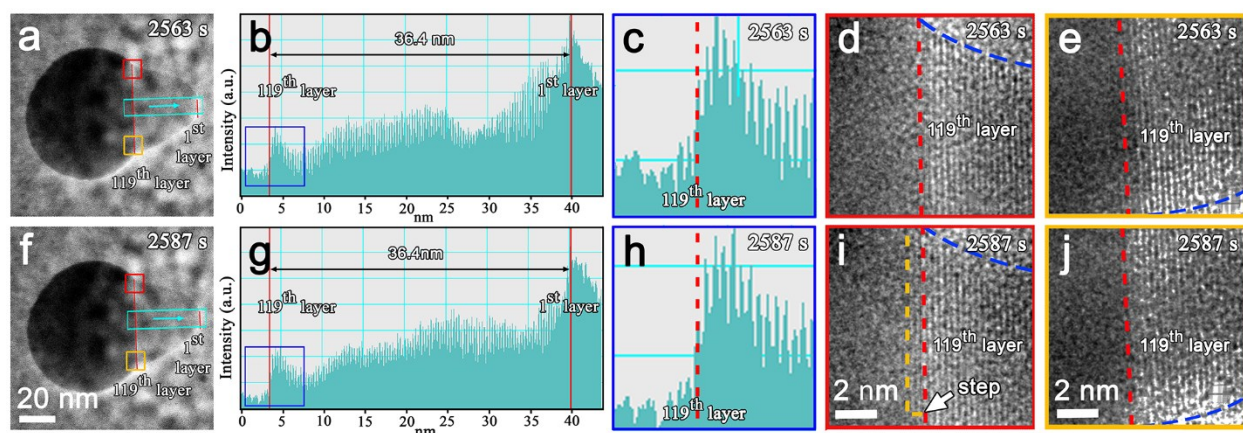 a
2563 s
1st
layer
119th layer
b
Intensity (a.u.)
36.4 nm
119th layer
1st layer
0 5 10 15 20 25 30 35 40
nm
c
2563 s
119th layer
d
2563 s
119th layer
e
2563 s
119th layer
f
2587 s
1st
layer
119th layer
20 nm
g
Intensity (a.u.)
36.4nm
119th layer
1st layer
0 5 10 15 20 25 30 35 40
nm
h
2587 s
119th layer
i
2587 s
119th layer
step
2 nm
j
2587 s
119th layer
2 nm